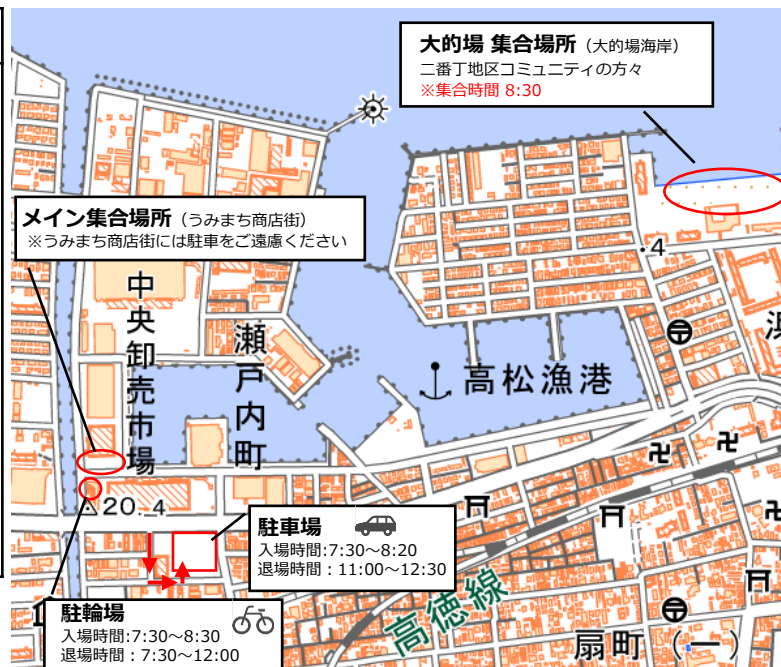 大的場 集合場所（大的場海岸）
二番丁地区コミュニティの方々
※集合時間 8:30
メイン集合場所（うみまち商店街）
※うみまち商店街には駐車をご遠慮ください
中央卸売市場
瀬戸内町
高松漁港
・4
浜
20.4
駐車場
入場時間:7:30～8:20
退場時間：11:00～12:30
駐輪場
入場時間:7:30～8:30
退場時間：7:30～12:00
高徳線
扇町（一）